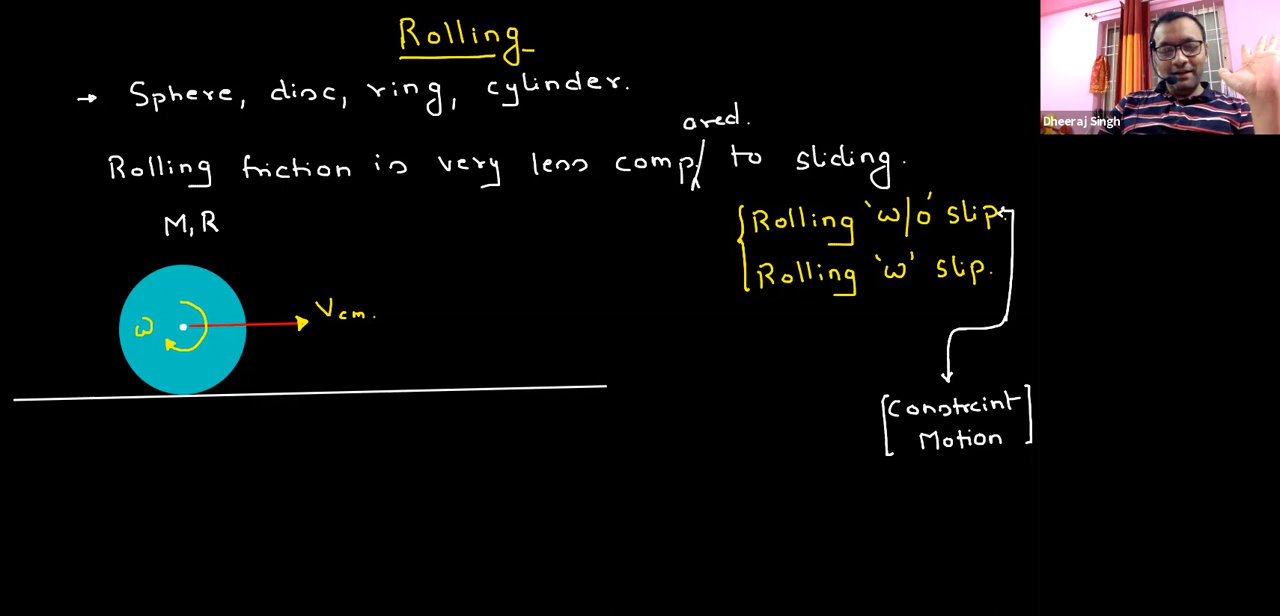 Rolling
→ Sphere, disc, ring, cylinder.
ared.
Rolling friction is very less comp/ to sliding.
M, R
Rolling 'w/o' slip.
Rolling 'w' slip.
ω
Vcm.
[Constraint
Motion]
Dheeraj Singh